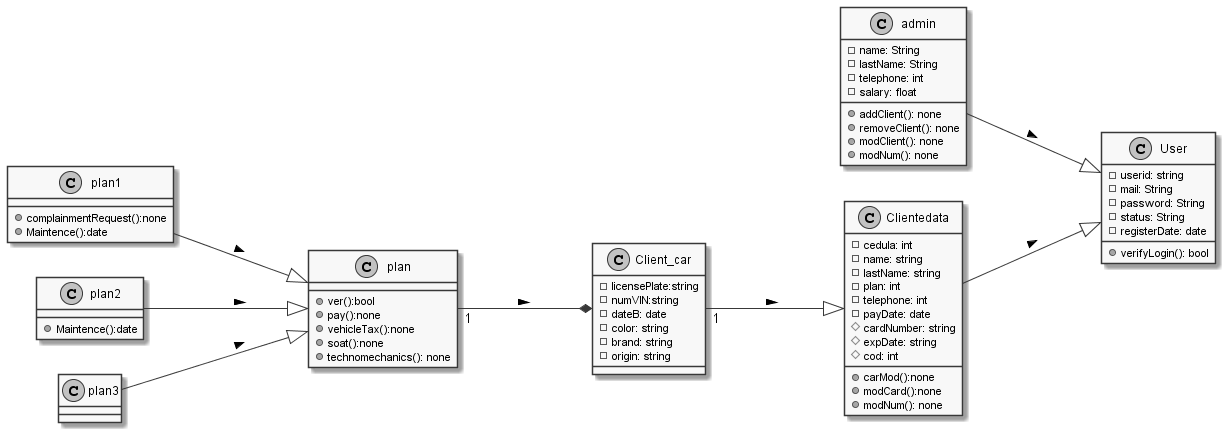 C admin
name: String
lastName: String
telephone: int
salary: float
addClient(): none
removeClient(): none
modClient(): none
modNum(): none
C User
userid: string
mail: String
password: String
status: String
registerDate: date
verifyLogin(): bool
C plan1
complainmentRequest():none
Maintence():date
C plan2
Maintence():date
C plan3
C plan
ver():bool
pay():none
vehicleTax():none
soat():none
technomechanics(): none
1
C Client_car
licensePlate:string
numVIN:string
dateB: date
color: string
brand: string
origin: string
1
C Clientedata
cedula: int
name: string
lastName: string
plan: int
telephone: int
payDate: date
cardNumber: string
expDate: string
cod: int
carMod():none
modCard():none
modNum(): none